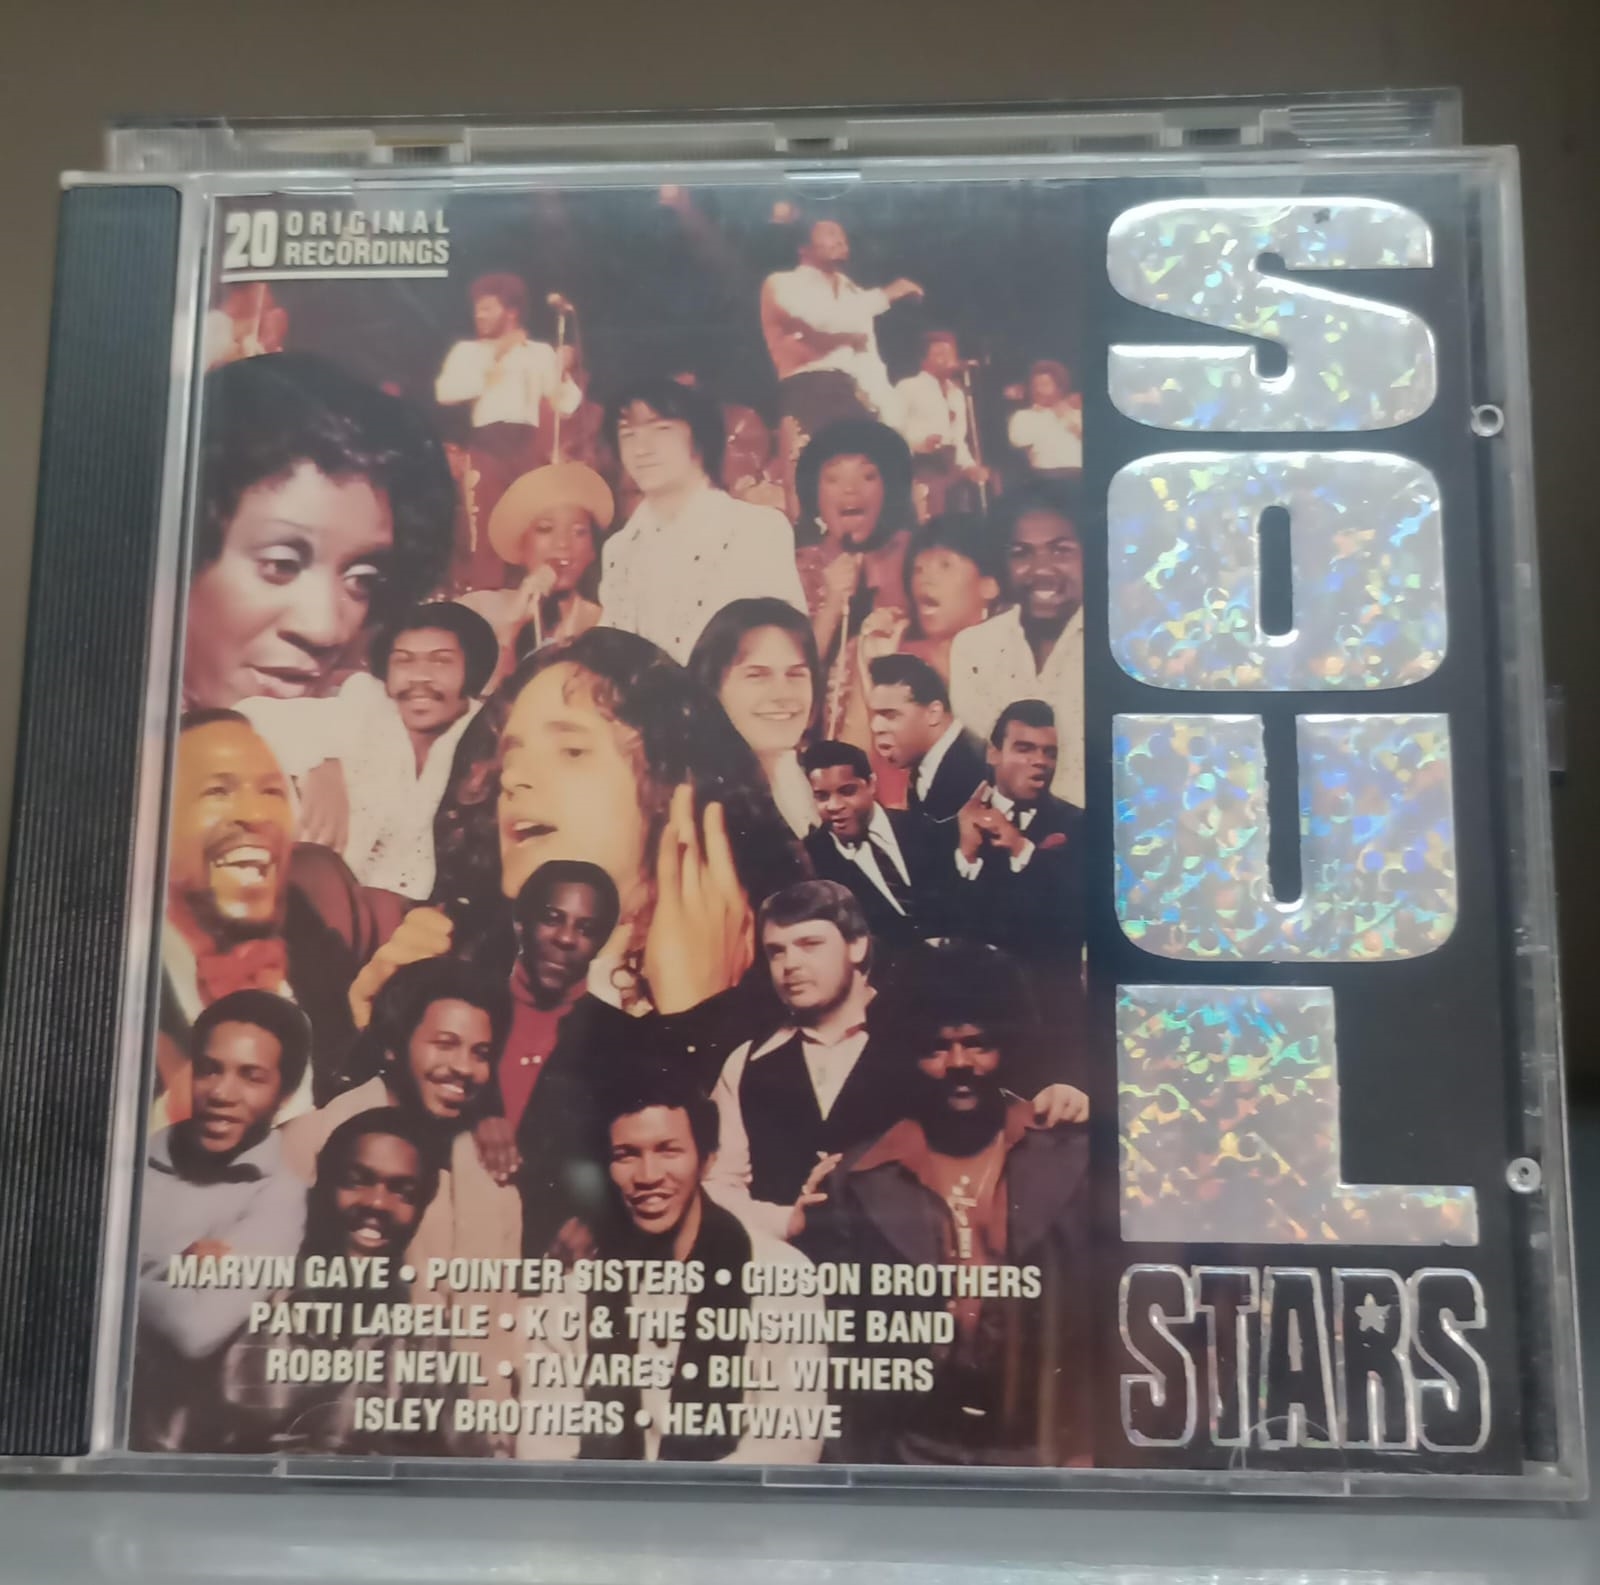 20 ORIGINAL
RECORDINGS
SOUL
STARS
MARVIN GAYE • POINTER SISTERS • GIBSON BROTHERS
PATTI LABELLE • K C & THE SUNSHINE BAND
ROBBIE NEVIL • TAVARES • BILL WITHERS
ISLEY BROTHERS • HEATWAVE